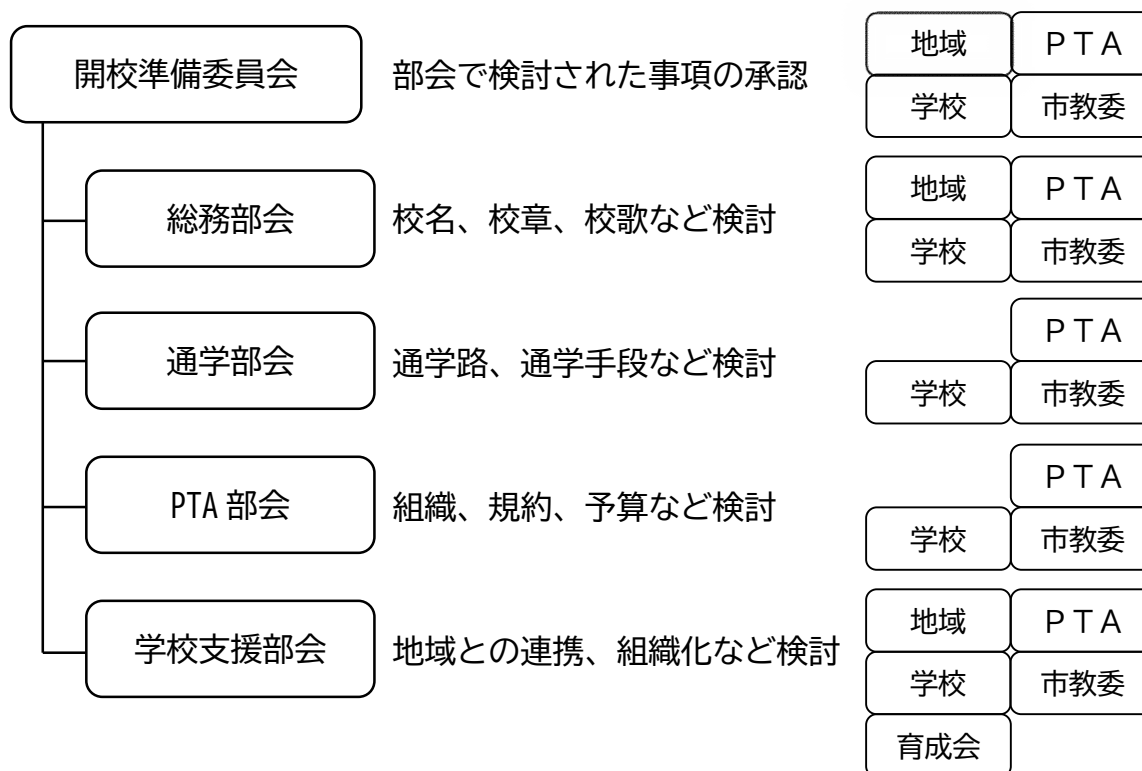 開校準備委員会
部会で検討された事項の承認
地域 ＰＴＡ
学校 市教委
総務部会
校名、校章、校歌など検討
地域 ＰＴＡ
学校 市教委
通学部会
通学路、通学手段など検討
ＰＴＡ
学校 市教委
PTA 部会
組織、規約、予算など検討
ＰＴＡ
学校 市教委
学校支援部会
地域との連携、組織化など検討
地域 ＰＴＡ
学校 市教委
育成会